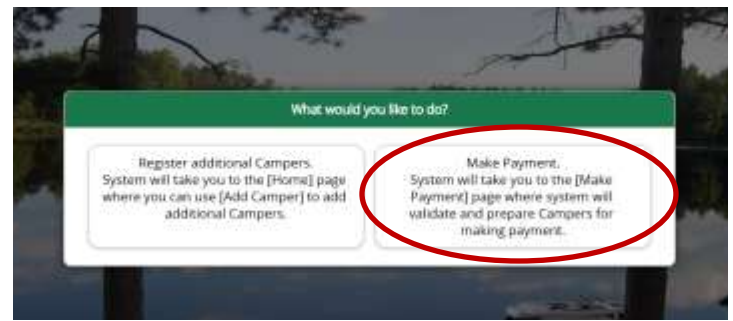 What would you like to do?
Register additional Campers.
System will take you to the [Home] page
where you can use [Add Camper] to add
additional Campers.
Make Payment.
System will take you to the [Make
Payment] page where system will
validate and prepare Campers for
making payment.